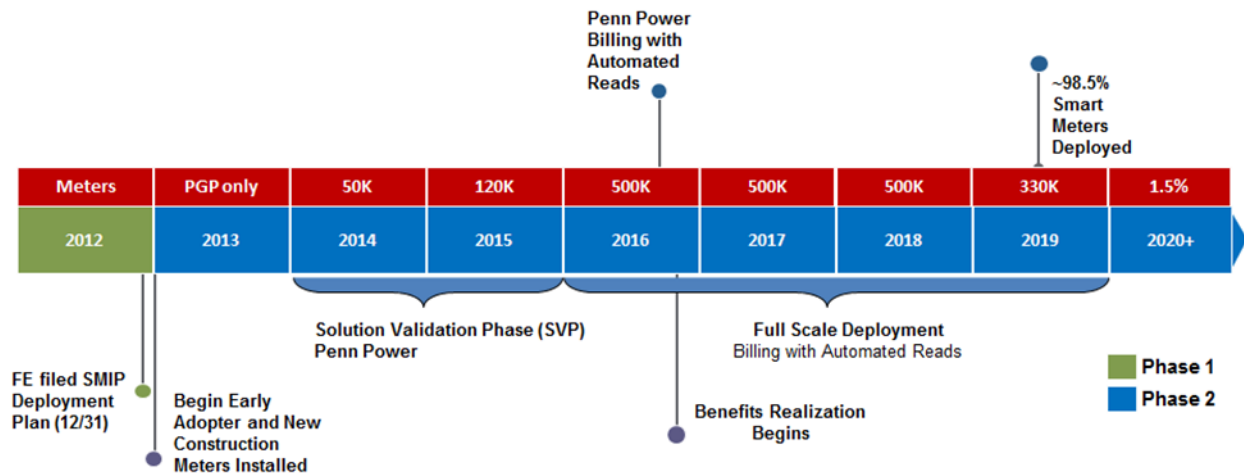 Penn Power
Billing with
Automated
Reads
~98.5%
Smart
Meters
Deployed
Meters PGP only 50K 120K 500K 500K 500K 330K 1.5%
2012 2013 2014 2015 2016 2017 2018 2019 2020+
Solution Validation Phase (SVP)
Penn Power
Full Scale Deployment
Billing with Automated Reads
FE filed SMIP
Deployment
Plan (12/31)
Begin Early
Adopter and New
Construction
Meters Installed
Benefits Realization
Begins
Phase 1
Phase 2